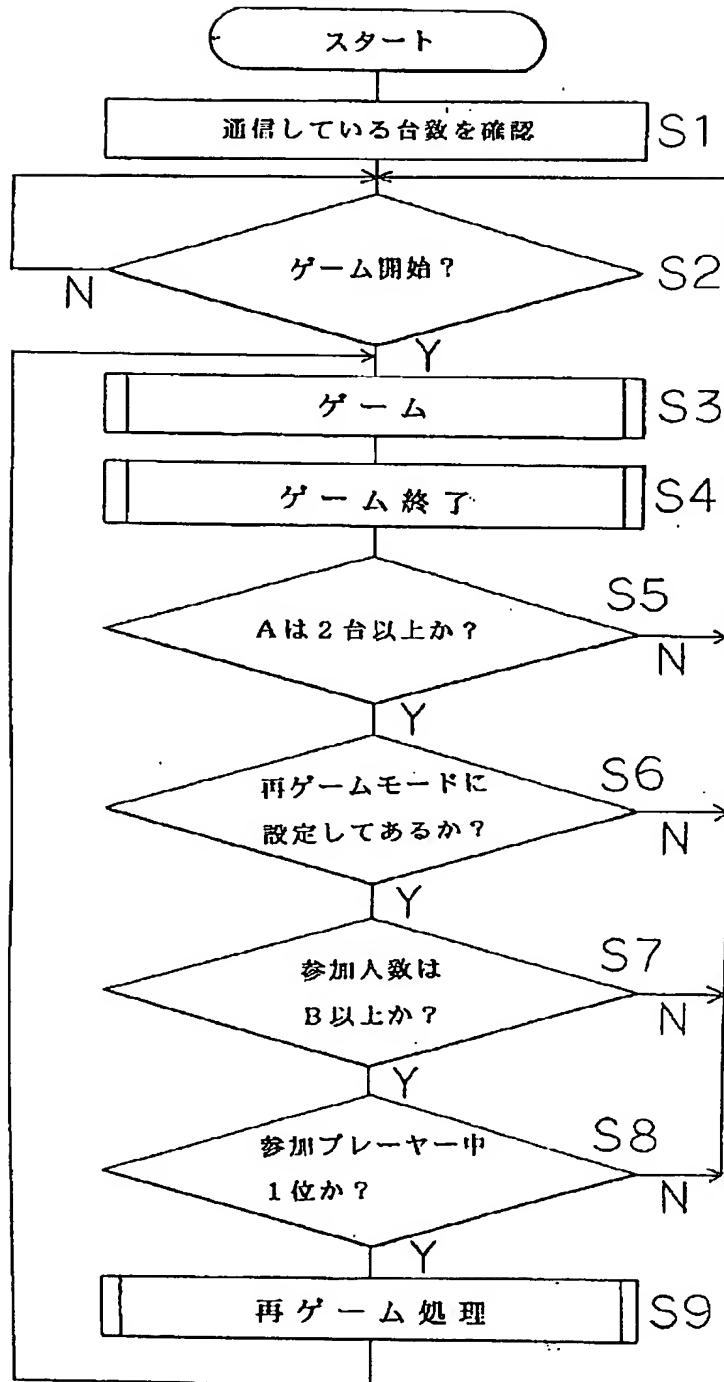 スタート
通信している台数を確認
S1
ゲーム開始？
S2
N
Y
ゲーム
S3
ゲーム終了
S4
Aは2台以上か？
S5
N
Y
再ゲームモードに
設定してあるか？
S6
N
Y
参加人数は
B以上か？
S7
N
Y
参加プレーヤー中
1位か？
S8
N
Y
再ゲーム処理
S9